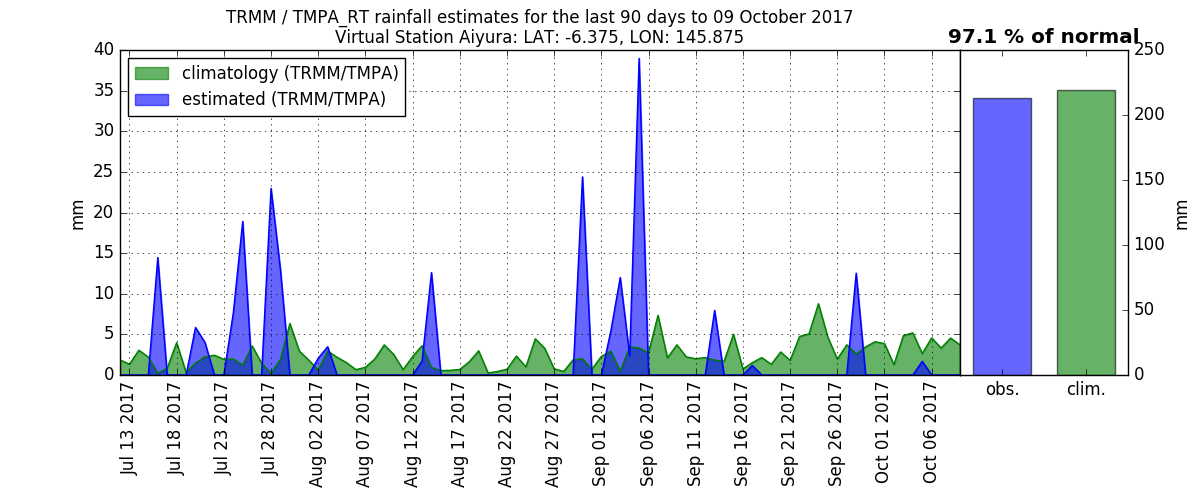 TRMM / TMPA_RT rainfall estimates for the last 90 days to 09 October 2017
Virtual Station Aiyura: LAT: -6.375, LON: 145.875
97.1 % of normal
climatology (TRMM/TMPA)
estimated (TRMM/TMPA)
mm
40
35
30
25
20
15
10
5
0
Jul 13 2017
Jul 18 2017
Jul 23 2017
Jul 28 2017
Aug 02 2017
Aug 07 2017
Aug 12 2017
Aug 17 2017
Aug 22 2017
Aug 27 2017
Sep 01 2017
Sep 06 2017
Sep 11 2017
Sep 16 2017
Sep 21 2017
Sep 26 2017
Oct 01 2017
Oct 06 2017
250
200
150
100
50
0
mm
obs.
clim.